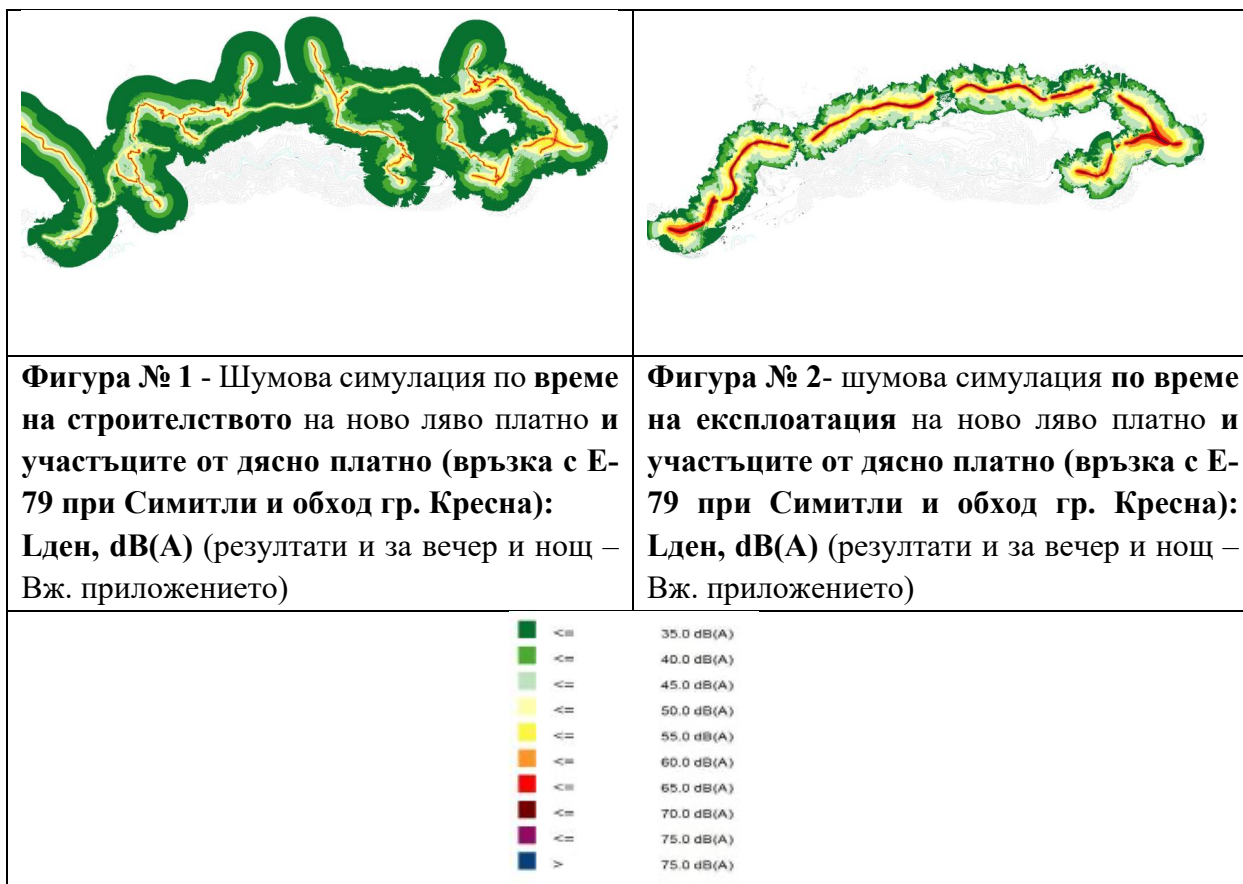 Фигура № 1 - Шумова симулация по време
на строителството на ново ляво платно и
участъците от дясно платно (връзка с Е-
79 при Симитли и обход гр. Кресна):
Lден, dB(A) (резултати и за вечер и нощ –
Вж. приложението)
Фигура № 2- шумова симулация по време
на експлоатация на ново ляво платно и
участъците от дясно платно (връзка с Е-
79 при Симитли и обход гр. Кресна):
Lден, dB(A) (резултати и за вечер и нощ –
Вж. приложението)
<= 35.0 dB(A)
<= 40.0 dB(A)
<= 45.0 dB(A)
<= 50.0 dB(A)
<= 55.0 dB(A)
<= 60.0 dB(A)
<= 65.0 dB(A)
<= 70.0 dB(A)
<= 75.0 dB(A)
> 75.0 dB(A)